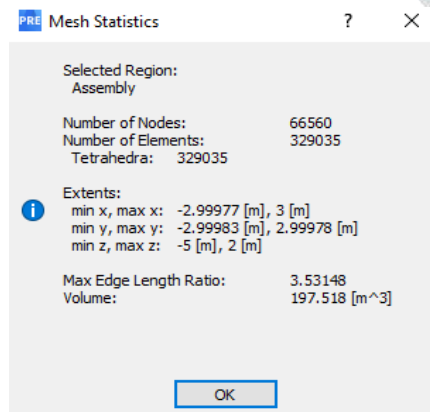 PRE Mesh Statistics ? ×
Selected Region:
Assembly
Number of Nodes: 66560
Number of Elements: 329035
Tetrahedra: 329035
Extents:
min x, max x: -2.99977 [m], 3 [m]
min y, max y: -2.99983 [m], 2.99978 [m]
min z, max z: -5 [m], 2 [m]
Max Edge Length Ratio: 3.53148
Volume: 197.518 [m^3]
OK